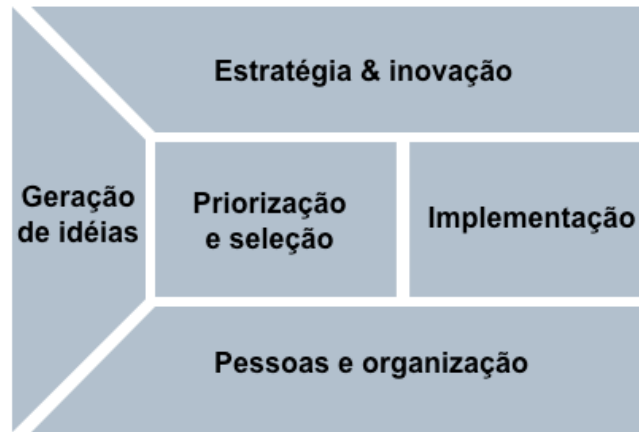 Estratégia & inovação
Geração
de idéias
Priorização
e seleção
Implementação
Pessoas e organização